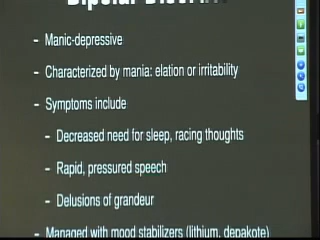 Bipolar
- Manic-depressive
- Characterized by mania: elation or irritability
- Symptoms include
- Decreased need for sleep, racing thoughts
- Rapid, pressured speech
- Delusions of grandeur
- Managed with mood stabilizers (lithium, depakote)